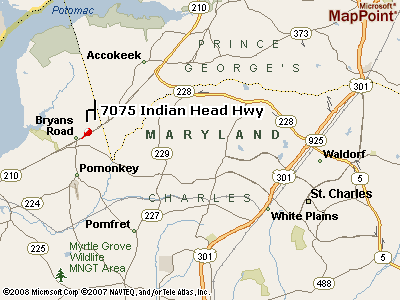 Potomac
Microsoft®
MapPoint®
Accokeek
PRINCE
GEORGE'S
373
301
210
228
7075 Indian Head Hwy
228
Bryans
Road
MARYLAND
925
229
Waldorf
Pomonkey
210
228
301
5
225
CHARLES
St. Charles
Pomfret
227
White Plains
225
Myrtle Grove
Wildlife
MNGT Area
5
301
488
©2008 Microsoft Corp ©2007 NAVTEQ, and/or Tele Atlas, Inc.